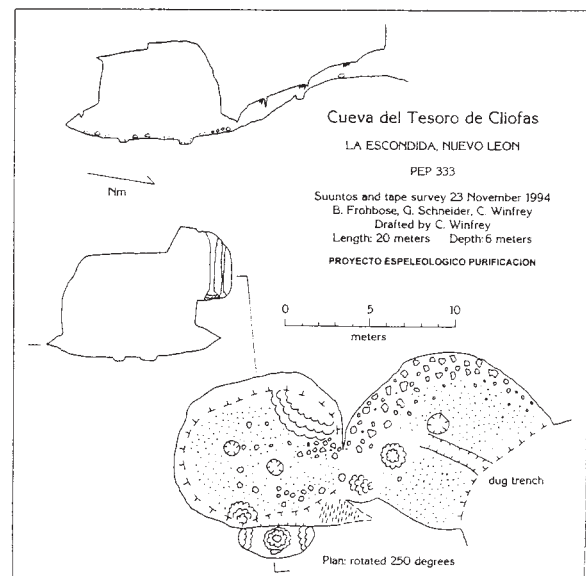 Cueva del Tesoro de Cliofas
LA ESCONDIDA, NUEVO LEON
PEP 333
Suuntos and tape survey 23 November 1994
B. Frohbose, G. Schneider, C. Winfrey
Drafted by C. Winfrey
Length: 20 meters Depth: 6 meters
PROYECTO ESPELEOLOGICO PURIFICACION
Nm
0 5 10
meters
dug trench
Plan: rotated 250 degrees